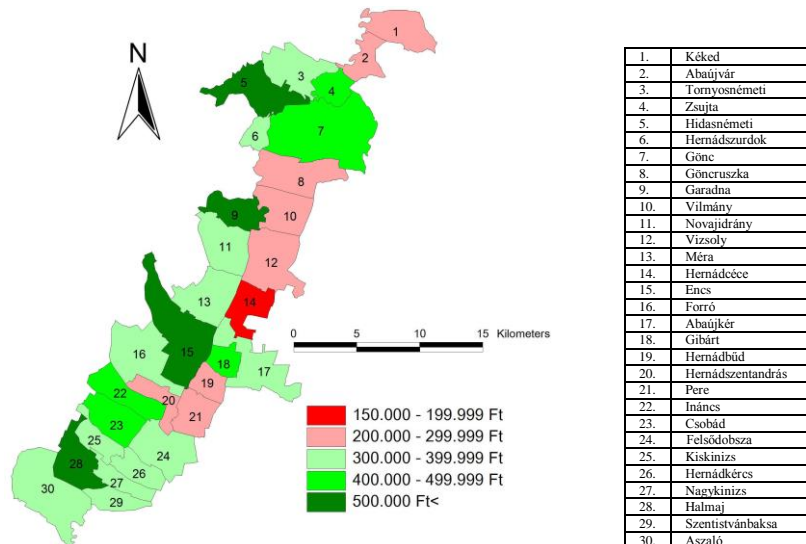 N
1
2
3
4
5
6
7
8
9
10
11
12
13
14
15
16
17
18
19
20
21
22
23
24
25
26
27
28
29
30
0 5 10 15 Kilometers
150.000 - 199.999 Ft
200.000 - 299.999 Ft
300.000 - 399.999 Ft
400.000 - 499.999 Ft
500.000 Ft<
1. Kéked
2. Abaújvár
3. Tornyosnémeti
4. Zsujta
5. Hidasnémeti
6. Hernádszurdok
7. Gönc
8. Göncruszka
9. Garadna
10. Vilmány
11. Novajidrány
12. Vizsoly
13. Méra
14. Hernádcéce
15. Encs
16. Forró
17. Abaújkér
18. Gibárt
19. Hernádbűd
20. Hernádszentandrás
21. Pere
22. Ináncs
23. Csobád
24. Felsődobsza
25. Kiskinizs
26. Hernádkércs
27. Nagykinizs
28. Halmaj
29. Szentistvánbaksa
30. Aszaló